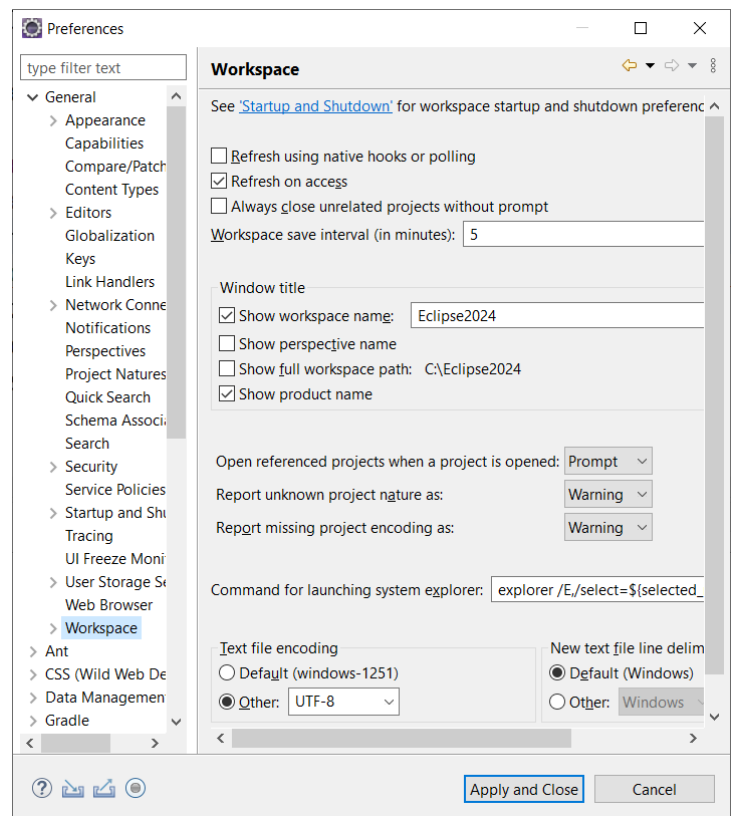 Preferences
type filter text
General
Appearance
Capabilities
Compare/Patch
Content Types
Editors
Globalization
Keys
Link Handlers
Network Conne
Notifications
Perspectives
Project Natures
Quick Search
Schema Associ
Search
Security
Service Policies
Startup and Shu
Tracing
UI Freeze Moni
User Storage Se
Web Browser
Workspace
Ant
CSS (Wild Web De
Data Managemen
Gradle
Workspace
See 'Startup and Shutdown' for workspace startup and shutdown preferenc
Refresh using native hooks or polling
Refresh on access
Always close unrelated projects without prompt
Workspace save interval (in minutes): 5
Window title
Show workspace name: Eclipse2024
Show perspective name
Show full workspace path: C:\Eclipse2024
Show product name
Open referenced projects when a project is opened: Prompt
Report unknown project nature as: Warning
Report missing project encoding as: Warning
Command for launching system explorer: explorer /E,/select=${selected_
Text file encoding
Default (windows-1251)
Other: UTF-8
New text file line delim
Default (Windows)
Other: Windows
Apply and Close
Cancel